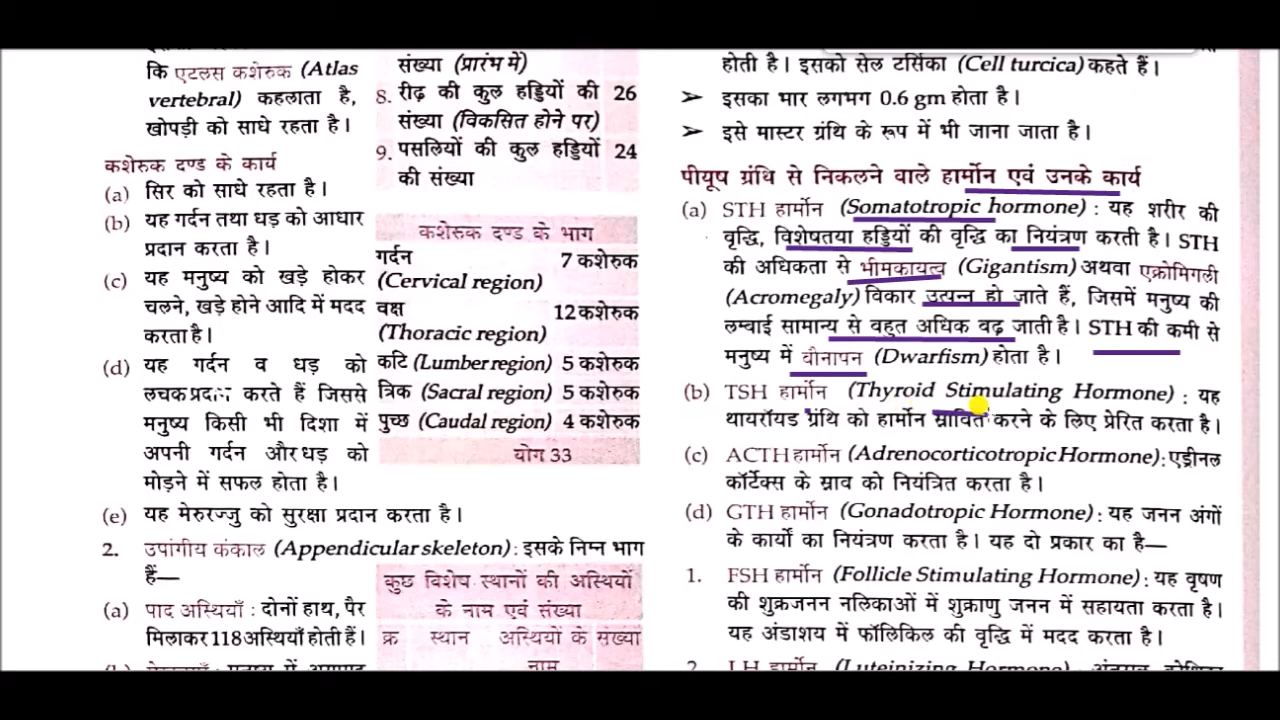 कि एटलस कशेरुक (Atlas
vertebral) कहलाता है,
खोपड़ी को साधे रहता है।
कशेरुक दण्ड के कार्य
(a) सिर को साधे रहता है।
(b) यह गर्दन तथा धड़ को आधार
प्रदान करता है।
(c) यह मनुष्य को खड़े होकर
चलने, खड़े होने आदि में मदद
करता है।
(d) यह गर्दन व धड़ को
लचक प्रदान करते हैं जिससे
मनुष्य किसी भी दिशा में
अपनी गर्दन और धड़ को
मोड़ने में सफल होता है।
(e) यह मेरुरज्जु को सुरक्षा प्रदान करता है।
2. उपांगीय कंकाल (Appendicular skeleton) : इसके निम्न भाग
हैं—
(a) पाद अस्थियाँ : दोनों हाथ, पैर
मिलाकर 118 अस्थियाँ होती हैं।
संख्या (प्रारंभ में)
8. रीढ़ की कुल हड्डियों की 26
संख्या (विकसित होने पर)
9. पसलियों की कुल हड्डियों 24
की संख्या
कशेरुक दण्ड के भाग
गर्दन 7 कशेरुक
(Cervical region)
वक्ष 12 कशेरुक
(Thoracic region)
कटि (Lumber region) 5 कशेरुक
त्रिक (Sacral region) 5 कशेरुक
पुच्छ (Caudal region) 4 कशेरुक
योग 33
कुछ विशेष स्थानों की अस्थियों
के नाम एवं संख्या
क्र स्थान अस्थियों के संख्या
नाम
होती है। इसको सेल टर्सिका (Cell turcica) कहते हैं।
➢ इसका भार लगभग 0.6 gm होता है।
➢ इसे मास्टर ग्रंथि के रूप में भी जाना जाता है।
पीयूष ग्रंथि से निकलने वाले हार्मोन एवं उनके कार्य
(a) STH हार्मोन (Somatotropic hormone) : यह शरीर की
वृद्धि, विशेषतया हड्डियों की वृद्धि का नियंत्रण करती है। STH
की अधिकता से भीमकायत्व (Gigantism) अथवा एक्रोमिगली
(Acromegaly) विकार उत्पन्न हो जाते हैं, जिसमें मनुष्य की
लम्बाई सामान्य से बहुत अधिक बढ़ जाती है। STH की कमी से
मनुष्य में बौनापन (Dwarfism) होता है।
(b) TSH हार्मोन (Thyroid Stimulating Hormone) : यह
थायरॉयड ग्रंथि को हार्मोन स्रावित करने के लिए प्रेरित करता है।
(c) ACTH हार्मोन (Adrenocorticotropic Hormone) : एड्रीनल
कॉर्टेक्स के स्राव को नियंत्रित करता है।
(d) GTH हार्मोन (Gonadotropic Hormone) : यह जनन अंगों
के कार्यों का नियंत्रण करता है। यह दो प्रकार का है—
1. FSH हार्मोन (Follicle Stimulating Hormone) : यह वृषण
की शुक्रजनन नलिकाओं में शुक्राणु जनन में सहायता करता है।
यह अंडाशय में फॉलिकिल की वृद्धि में मदद करता है।
2. LH हार्मोन (Luteinizing Hormone) :